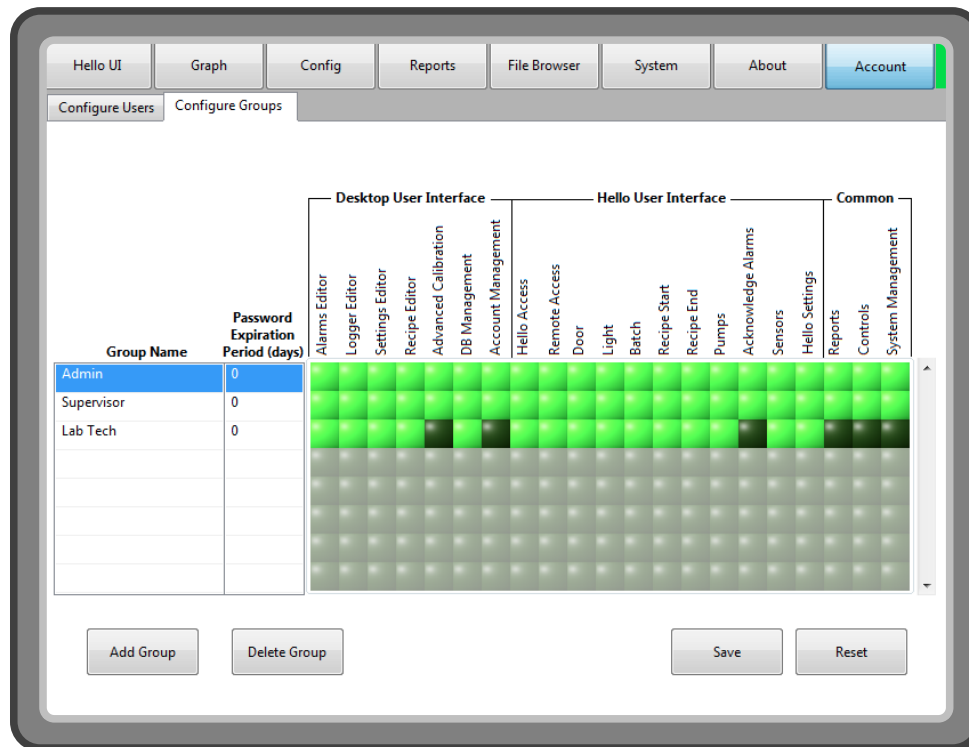 Hello UI
Graph
Config
Reports
File Browser
System
About
Account
Configure Users
Configure Groups
Desktop User Interface
Hello User Interface
Common
Group Name
Password
Expiration
Period (days)
Alarms Editor
Logger Editor
Settings Editor
Recipe Editor
Advanced Calibration
DB Management
Account Management
Hello Access
Remote Access
Door
Light
Batch
Recipe Start
Recipe End
Pumps
Acknowledge Alarms
Sensors
Hello Settings
Reports
Controls
System Management
Admin 0
Supervisor 0
Lab Tech 0
Add Group
Delete Group
Save
Reset